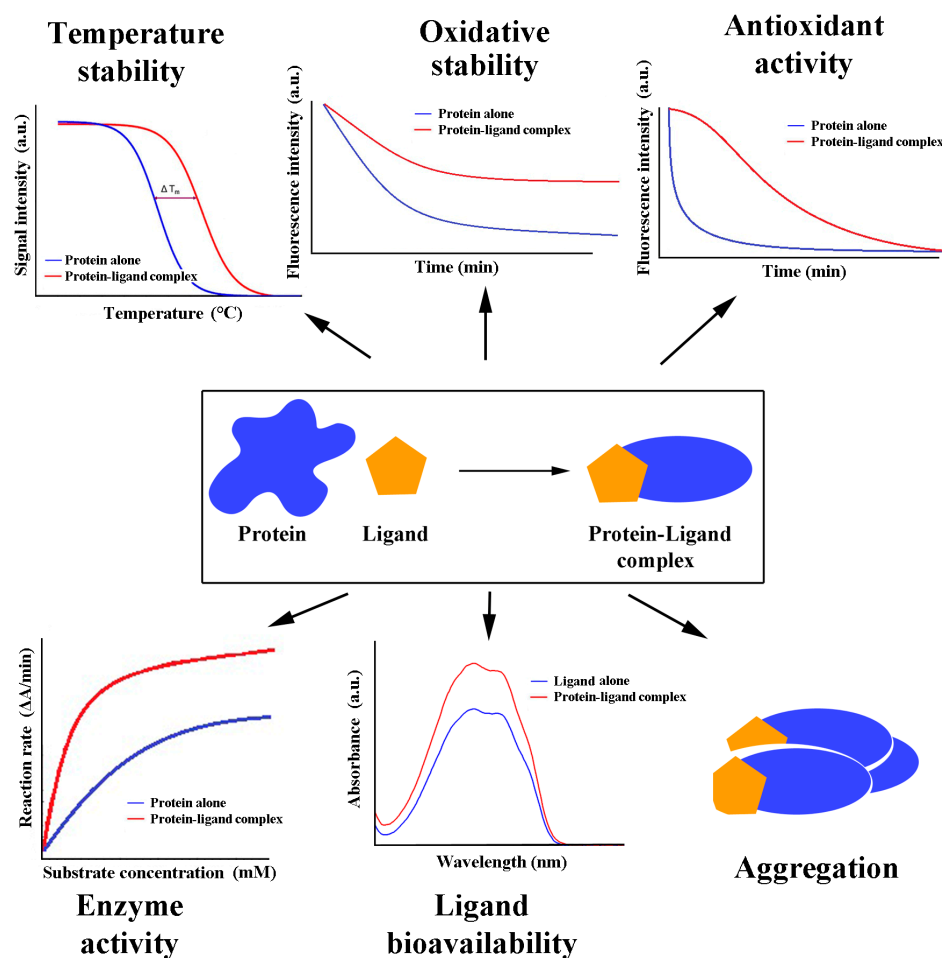 Temperature
stability
Signal intensity (a.u.)
Δ Tm
Protein alone
Protein-ligand complex
Temperature (°C)
Oxidative
stability
Fluorescence intensity (a.u.)
Protein alone
Protein-ligand complex
Time (min)
Antioxidant
activity
Fluorescence intensity (a.u.)
Protein alone
Protein-ligand complex
Time (min)
Protein
Ligand
Protein-Ligand
complex
Reaction rate (ΔA/min)
Protein alone
Protein-ligand complex
Substrate concentration (mM)
Enzyme
activity
Absorbance (a.u.)
Ligand alone
Protein-ligand complex
Wavelength (nm)
Ligand
bioavailability
Aggregation